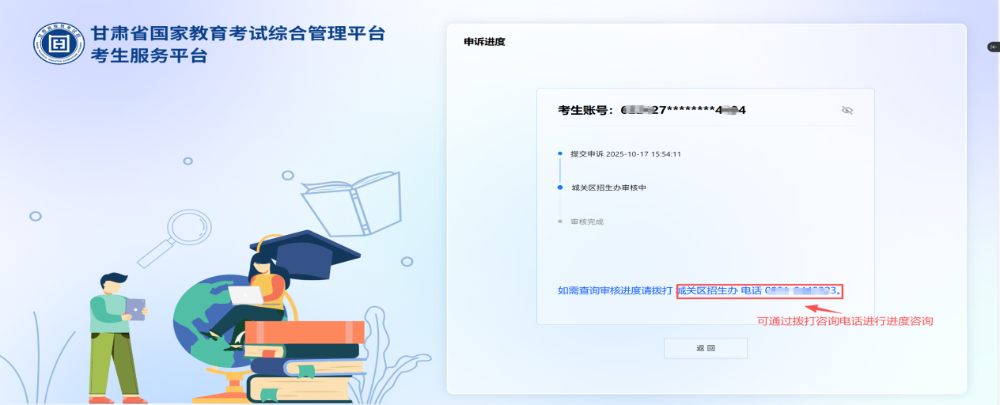 甘肃省国家教育考试综合管理平台
考生服务平台
申诉进度
考生账号： 27********4 4
提交申诉 2025-10-17 15:54:11
城关区招生办审核中
审核完成
如需查询审核进度请拨打 城关区招生办 电话 0 33。
可通过拨打咨询电话进行进度咨询
返 回